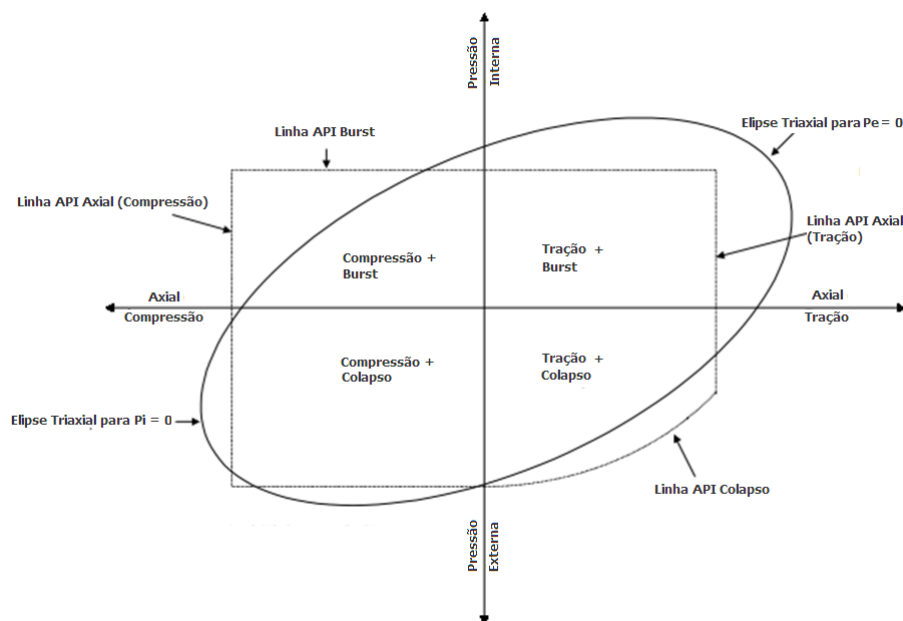 Pressão
Interna
Elipse Triaxial para Pe = 0
Linha API Burst
Linha API Axial (Compressão)
Linha API Axial
(Tração)
Compressão +
Burst
Tração +
Burst
Axial
Compressão
Axial
Tração
Compressão +
Colapso
Tração +
Colapso
Elipse Triaxial para Pi = 0
Linha API Colapso
Pressão
Externa